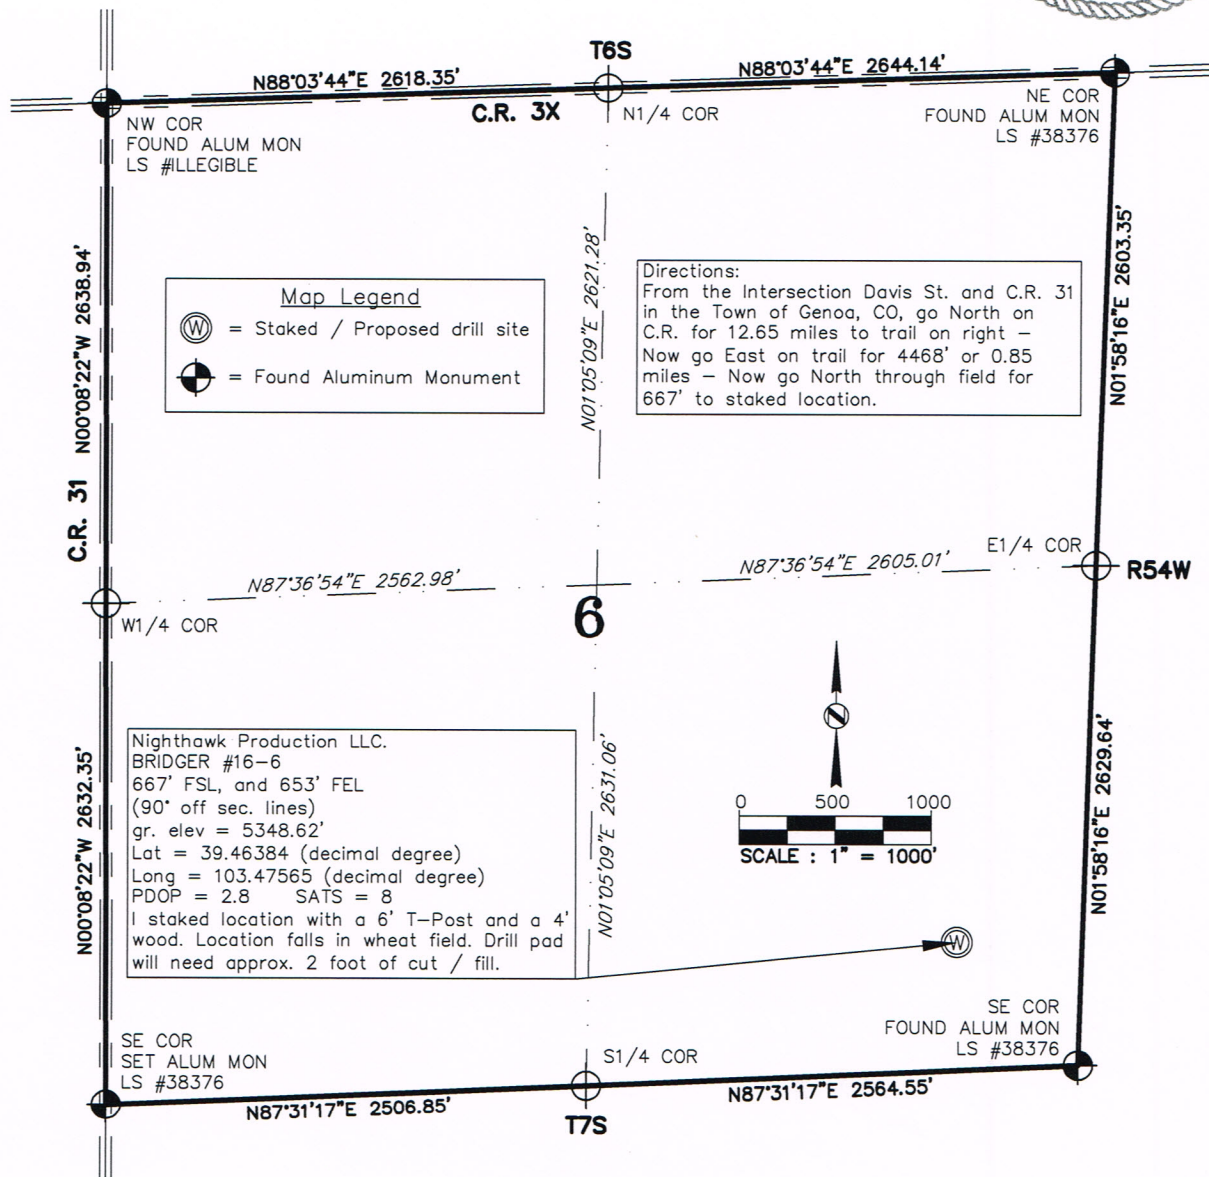 T6S
N88°03'44"E 2618.35'
N88°03'44"E 2644.14'
C.R. 3X
N1/4 COR
NW COR
FOUND ALUM MON
LS #ILLEGIBLE
NE COR
FOUND ALUM MON
LS #38376
N00°08'22"W 2638.94'
C.R. 31
N01°05'09"E 2621.28'
N01°58'16"E 2603.35'
Map Legend
W = Staked / Proposed drill site
= Found Aluminum Monument
Directions:
From the Intersection Davis St. and C.R. 31
in the Town of Genoa, CO, go North on
C.R. for 12.65 miles to trail on right –
Now go East on trail for 4468' or 0.85
miles – Now go North through field for
667' to staked location.
E1/4 COR
R54W
N87°36'54"E 2562.98'
N87°36'54"E 2605.01'
W1/4 COR
6
N
0 500 1000
SCALE : 1" = 1000'
Nighthawk Production LLC.
BRIDGER #16-6
667' FSL, and 653' FEL
(90° off sec. lines)
gr. elev = 5348.62'
Lat = 39.46384 (decimal degree)
Long = 103.47565 (decimal degree)
PDOP = 2.8 SATS = 8
I staked location with a 6' T-Post and a 4'
wood. Location falls in wheat field. Drill pad
will need approx. 2 foot of cut / fill.
N00°08'22"W 2632.35'
N01°05'09"E 2631.06'
N01°58'16"E 2629.64'
W
SE COR
SET ALUM MON
LS #38376
SE COR
FOUND ALUM MON
LS #38376
S1/4 COR
N87°31'17"E 2506.85'
N87°31'17"E 2564.55'
T7S